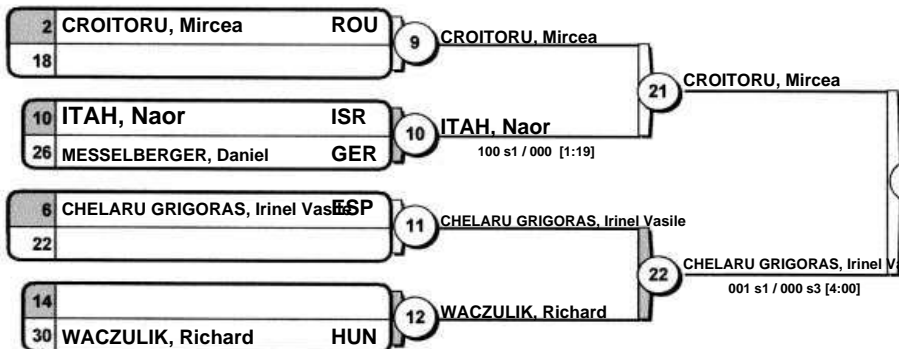 2 CROITORU, Mircea ROU
18
9
CROITORU, Mircea
10 ITAH, Naor ISR
26 MESSELBERGER, Daniel GER
10
ITAH, Naor
100 s1 / 000 [1:19]
21
CROITORU, Mircea
6 CHELARU GRIGORAS, Irinel Vasile ESP
22
11
CHELARU GRIGORAS, Irinel Vasile
14
30 WACZULIK, Richard HUN
12
WACZULIK, Richard
22
CHELARU GRIGORAS, Irinel
001 s1 / 000 s3 [4:00]